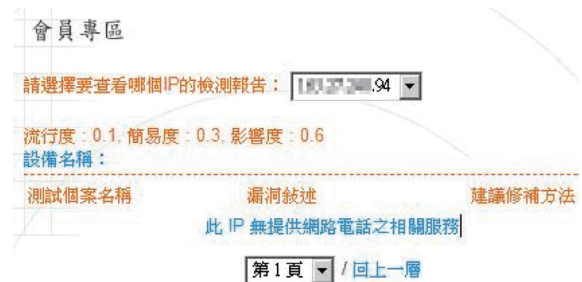 會員專區
請選擇要查看哪個IP的檢測報告： .94
流行度：0.1, 簡易度：0.3, 影響度：0.6
設備名稱：
測試個案名稱 漏洞敍述 建議修補方法
此 IP 無提供網路電話之相關服務
第1頁 / 回上一層